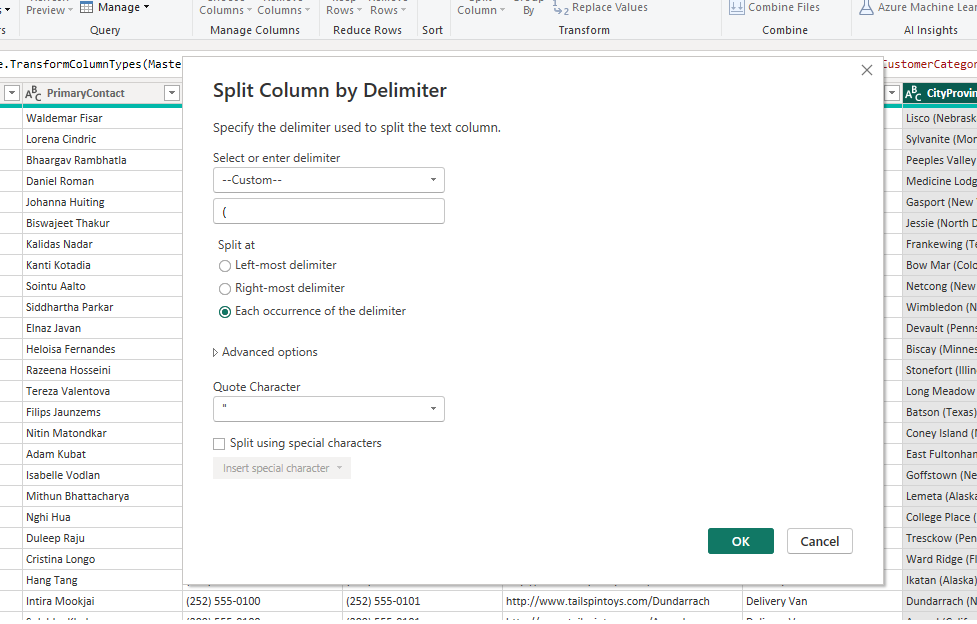 Preview
Manage
Columns Columns
Rows Rows
Column
By
Replace Values
Combine Files
Azure Machine Lear
Query
Manage Columns
Reduce Rows
Sort
Transform
Combine
AI Insights
e.TransformColumnTypes(Maste
CustomerCategor
ABC PrimaryContact
ABC CityProvin
Split Column by Delimiter
Specify the delimiter used to split the text column.
Select or enter delimiter
--Custom--
(
Split at
Left-most delimiter
Right-most delimiter
Each occurrence of the delimiter
Advanced options
Quote Character
"
Split using special characters
Insert special character
OK
Cancel
Waldemar Fisar
Lorena Cindric
Bhaargav Rambhatla
Daniel Roman
Johanna Huiting
Biswajeet Thakur
Kalidas Nadar
Kanti Kotadia
Sointu Aalto
Siddhartha Parkar
Elnaz Javan
Heloisa Fernandes
Razeena Hosseini
Tereza Valentova
Filips Jaunzems
Nitin Matondkar
Adam Kubat
Isabelle Vodlan
Mithun Bhattacharya
Nghi Hua
Duleep Raju
Cristina Longo
Hang Tang
Intira Mookjai
(252) 555-0100
(252) 555-0101
http://www.tailspintoys.com/Dundarrach
Delivery Van
Lisco (Nebrask
Sylvanite (Mon
Peeples Valley
Medicine Lodg
Gasport (New
Jessie (North D
Frankewing (Te
Bow Mar (Colo
Netcong (New
Wimbledon (N
Devault (Penns
Biscay (Minnes
Stonefort (Illin
Long Meadow
Batson (Texas)
Coney Island (
East Fultonhan
Goffstown (Ne
Lemeta (Alaska
College Place (
Tresckow (Pen
Ward Ridge (Fl
Ikatan (Alaska)
Dundarrach (N